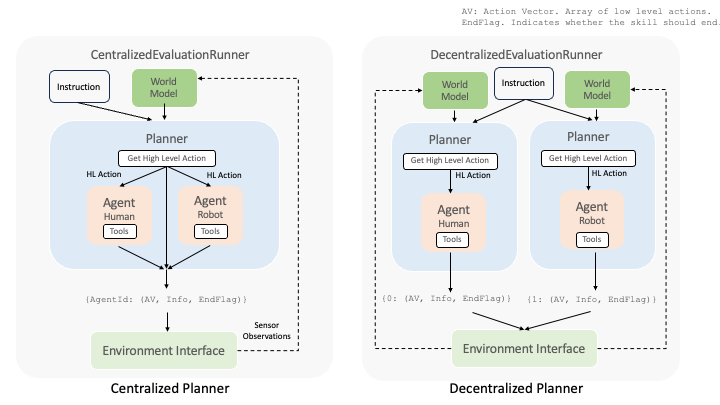 AV: Action Vector. Array of low level actions.
EndFlag. Indicates whether the skill should end.
CentralizedEvaluationRunner
Instruction
World
Model
Planner
Get High Level Action
HL Action
HL Action
Agent
Human
Tools
Agent
Robot
Tools
{AgentId: (AV, Info, EndFlag)}
Sensor
Observations
Environment Interface
Centralized Planner
DecentralizedEvaluationRunner
World
Model
Instruction
World
Model
Planner
Get High Level Action
HL Action
Agent
Human
Tools
Planner
Get High Level Action
HL Action
Agent
Robot
Tools
{0: (AV, Info, EndFlag)}
{1: (AV, Info, EndFlag)}
Environment Interface
Decentralized Planner